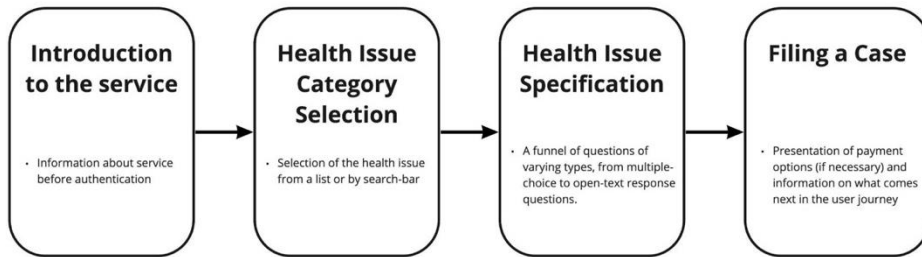 Introduction
to the service
• Information about service
before authentication
Health Issue
Category
Selection
• Selection of the health issue
from a list or by search-bar
Health Issue
Specification
• A funnel of questions of
varying types, from multiple-
choice to open-text response
questions.
Filing a Case
• Presentation of payment
options (if necessary) and
information on what comes
next in the user journey